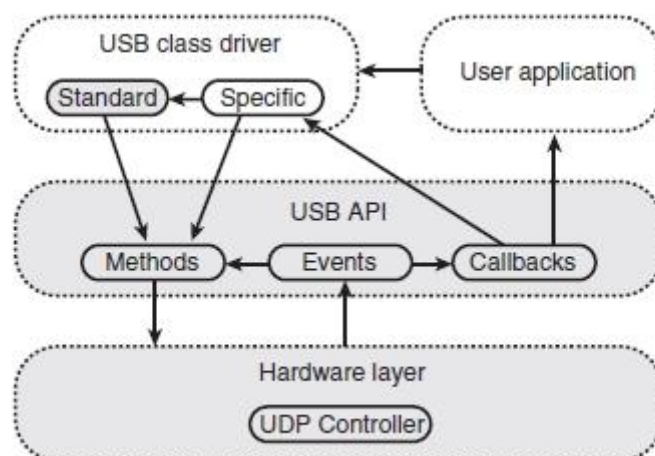 USB class driver
User application
Standard
Specific
USB API
Methods
Events
Callbacks
Hardware layer
UDP Controller